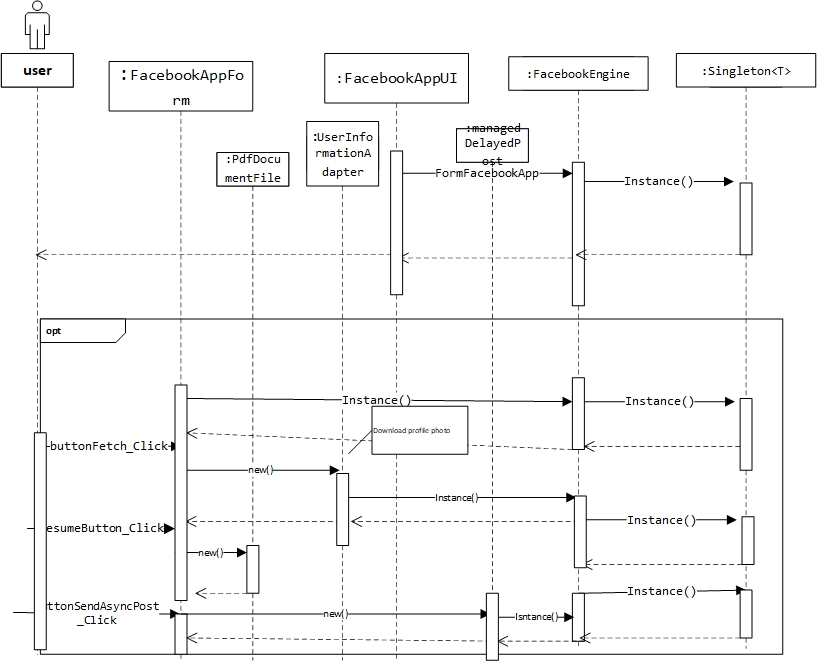 user
:FacebookAppFo
rm
:FacebookAppUI
:FacebookEngine
:Singleton<T>
:PdfDocu
mentFile
:UserInfo
rmationA
dapter
:managed
DelayedP
ost
FormFacebookApp
Instance()
opt
Instance()
Instance()
Download profile photo
buttonFetch_Click
new()
Instance()
esumeButton_Click
Instance()
new()
Instance()
ttonSendAsyncPost
_Click
new()
Isntance()